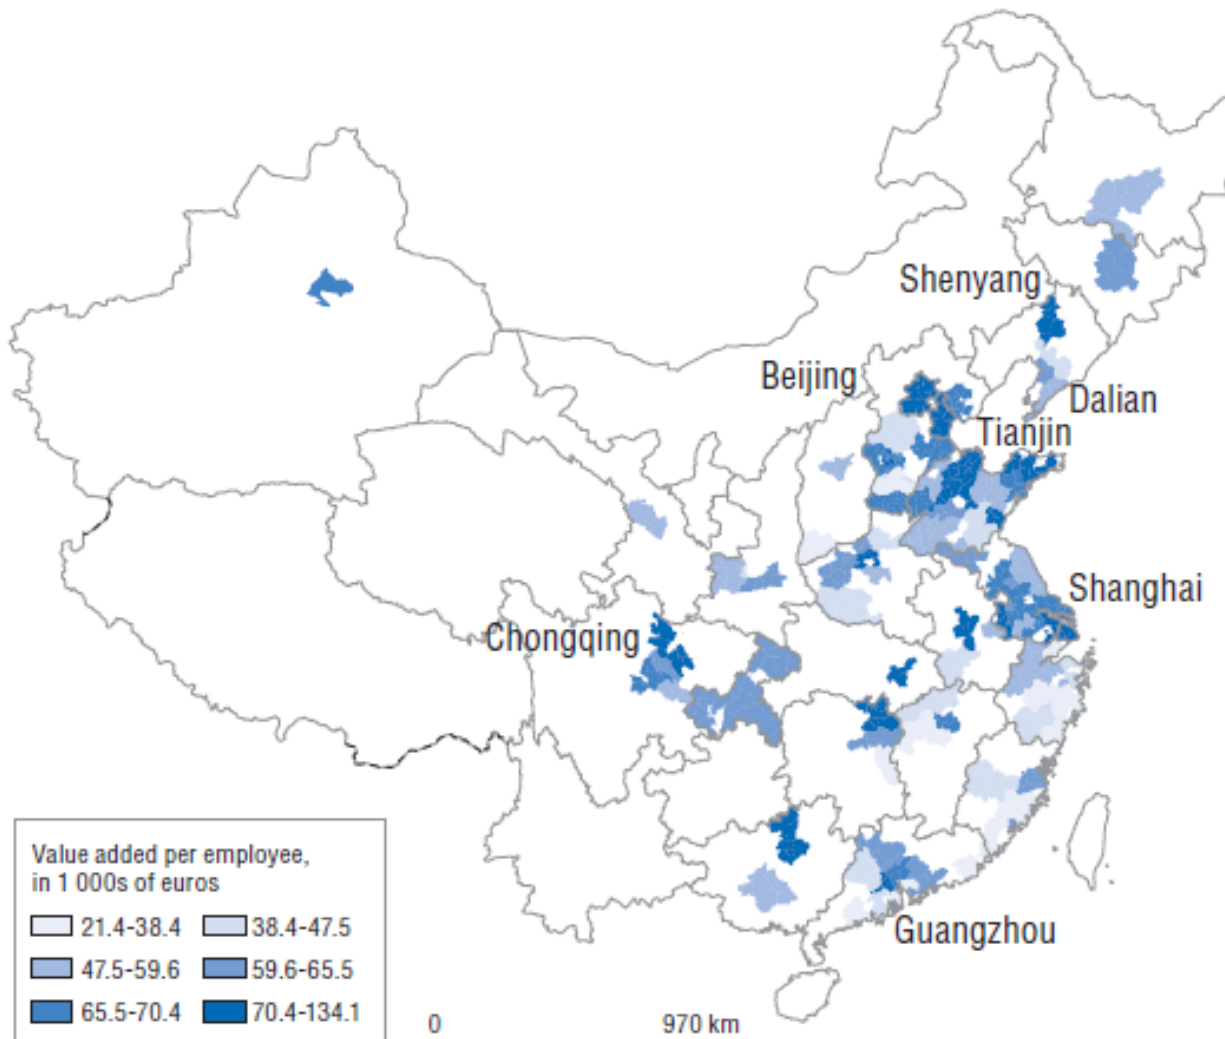 Shenyang
Beijing
Dalian
Tianjin
Shanghai
Chongqing
Guangzhou
Value added per employee,
in 1 000s of euros
21.4-38.4 38.4-47.5
47.5-59.6 59.6-65.5
65.5-70.4 70.4-134.1
0 970 km